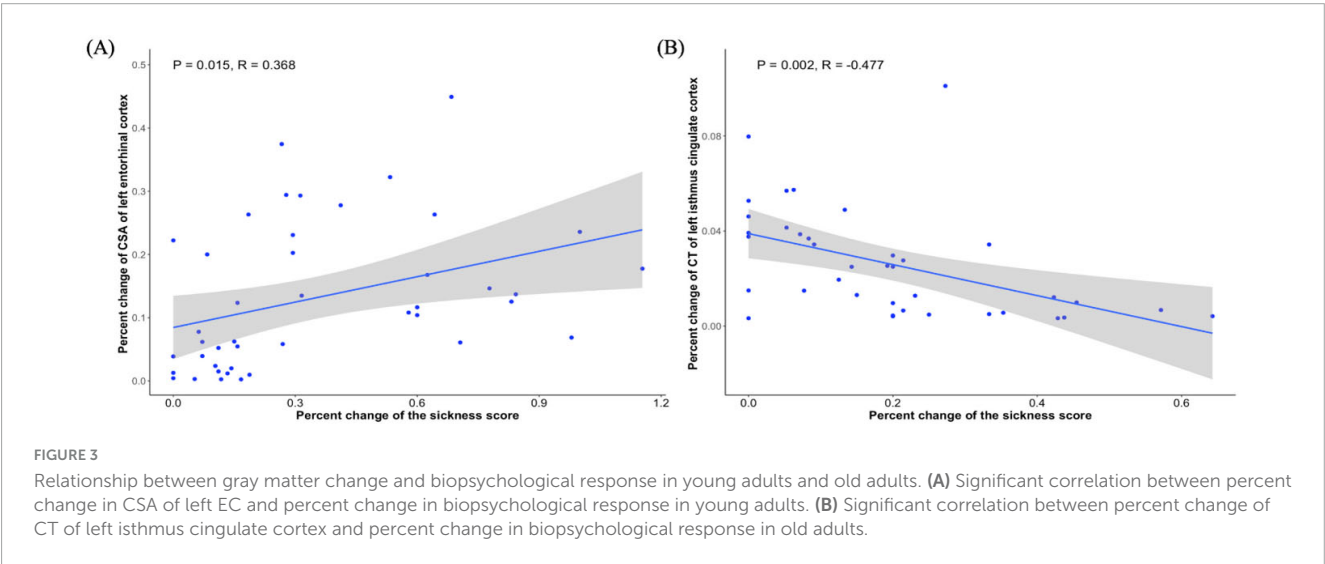 (A)
P = 0.015, R = 0.368
Percent change of CSA of left entorhinal cortex
0.5
0.4
0.3
0.2
0.1
0.0
0.0 0.3 0.6 0.9 1.2
Percent change of the sickness score
(B)
P = 0.002, R = -0.477
Percent change of CT of left isthmus cingulate cortex
0.08
0.04
0.00
0.0 0.2 0.4 0.6
Percent change of the sickness score
FIGURE 3
Relationship between gray matter change and biopsychological response in young adults and old adults. (A) Significant correlation between percent
change in CSA of left EC and percent change in biopsychological response in young adults. (B) Significant correlation between percent change of
CT of left isthmus cingulate cortex and percent change in biopsychological response in old adults.